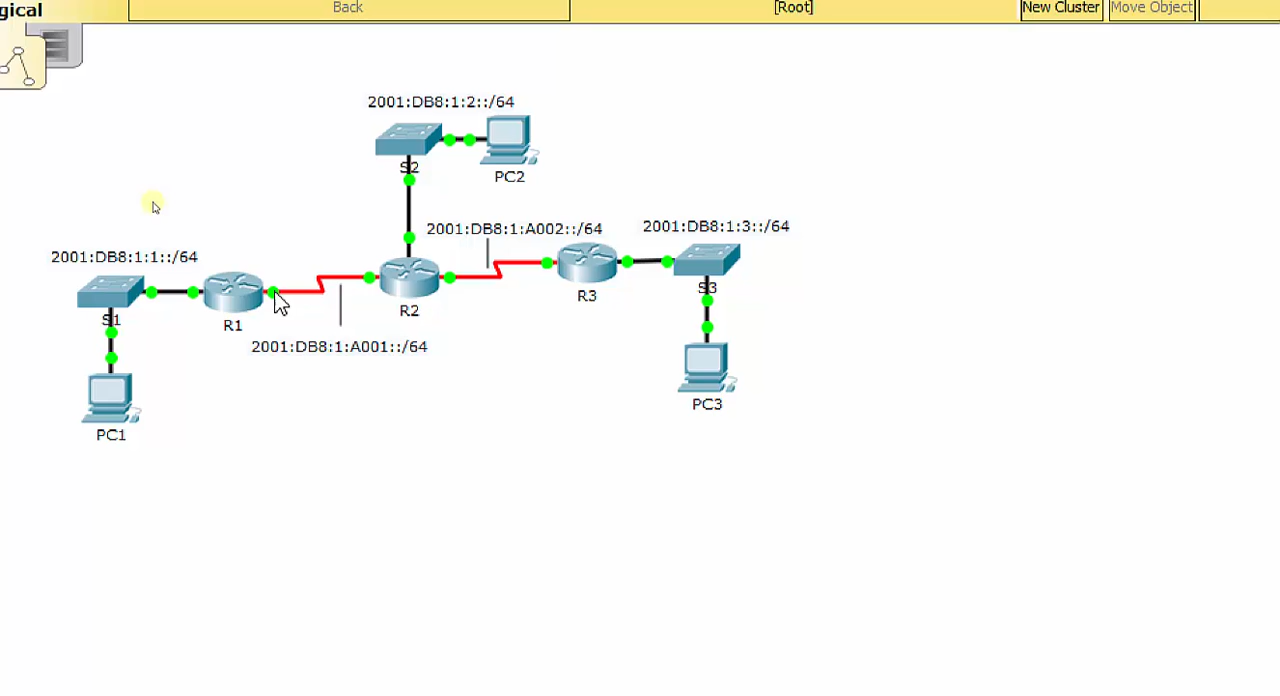 gical
Back
[Root]
New Cluster
Move Object
2001:DB8:1:2::/64
S2
PC2
2001:DB8:1:A002::/64
2001:DB8:1:3::/64
2001:DB8:1:1::/64
S1
R1
R2
R3
S3
2001:DB8:1:A001::/64
PC1
PC3